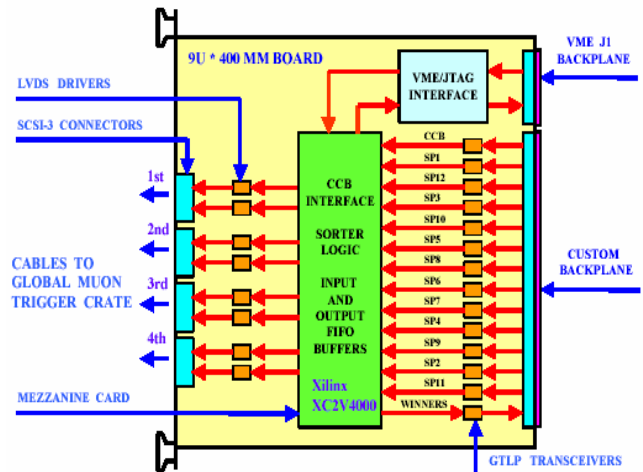 9U * 400 MM BOARD
VME J1
BACKPLANE
LVDS DRIVERS
VME/JTAG
INTERFACE
SCSI-3 CONNECTORS
1st
2nd
3rd
4th
CABLES TO
GLOBAL MUON
TRIGGER CRATE
CCB
INTERFACE
SORTER
LOGIC
INPUT
AND
OUTPUT
FIFO
BUFFERS
Xilinx
XC2V4000
CCB
SP1
SP12
SP3
SP10
SP5
SP8
SP6
SP7
SP4
SP9
SP2
SP11
WINNERS
CUSTOM
BACKPLANE
MEZZANINE CARD
GTLP TRANSCEIVERS